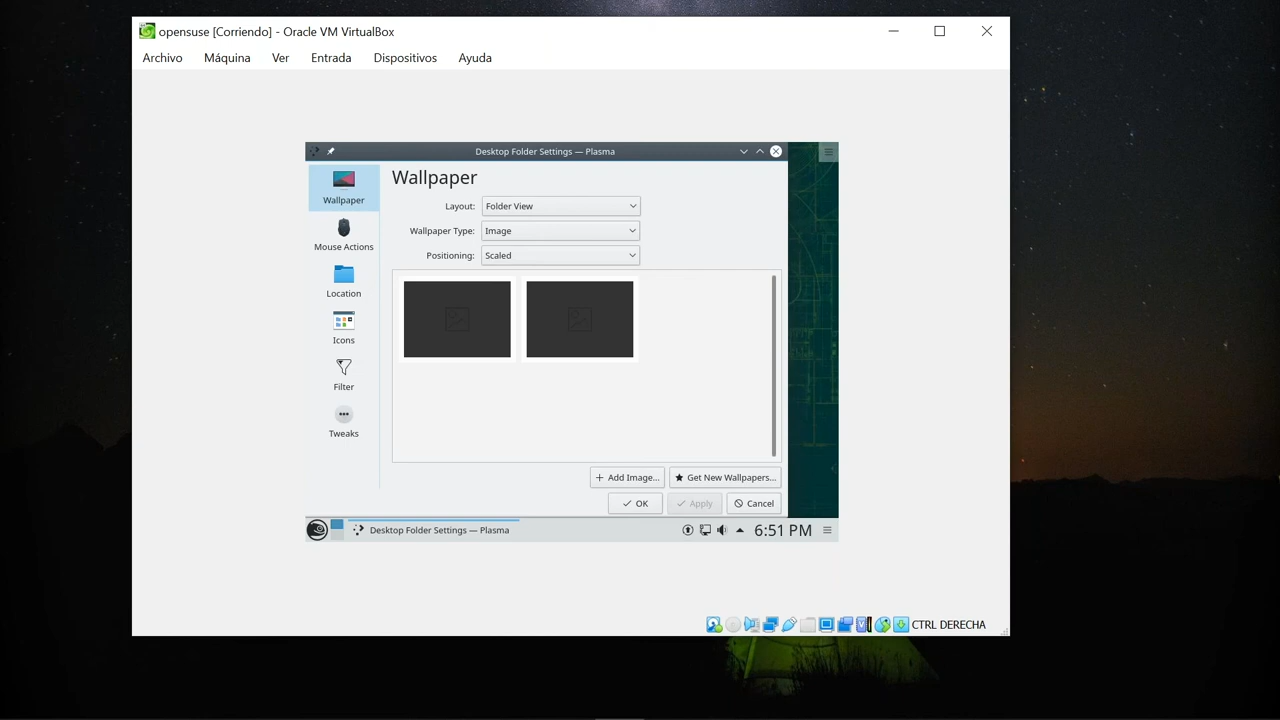 opensuse [Corriendo] - Oracle VM VirtualBox
Archivo Máquina Ver Entrada Dispositivos Ayuda
Desktop Folder Settings — Plasma
Wallpaper
Mouse Actions
Location
Icons
Filter
Tweaks
Wallpaper
Layout: Folder View
Wallpaper Type: Image
Positioning: Scaled
Add Image... Get New Wallpapers...
OK Apply Cancel
Desktop Folder Settings — Plasma 6:51 PM
CTRL DERECHA